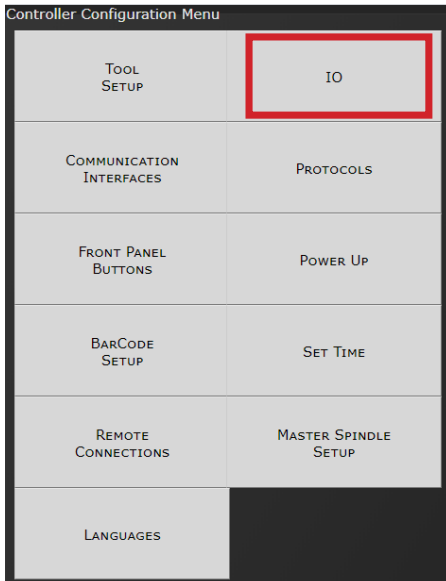 Controller Configuration Menu
Tool
Setup
IO
Communication
Interfaces
Protocols
Front Panel
Buttons
Power Up
BarCode
Setup
Set Time
Remote
Connections
Master Spindle
Setup
Languages